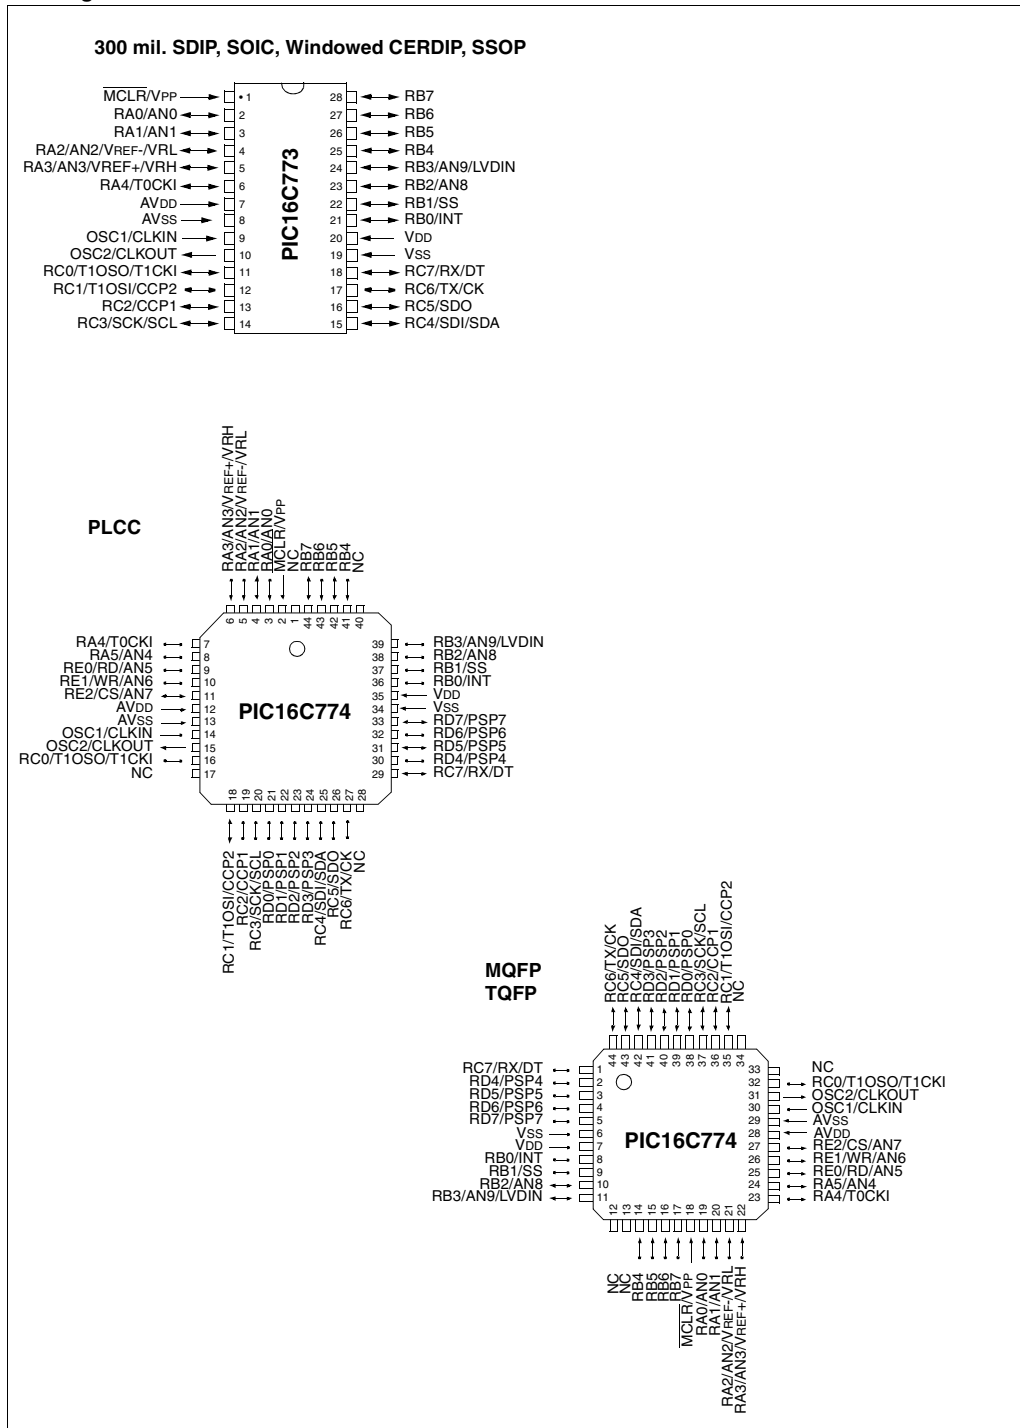 300 mil. SDIP, SOIC, Windowed CERDIP, SSOP
MCLR/VPP
RA0/AN0
RA1/AN1
RA2/AN2/VREF-/VRL
RA3/AN3/VREF+/VRH
RA4/T0CKI
AVDD
AVSS
OSC1/CLKIN
OSC2/CLKOUT
RC0/T1OSO/T1CKI
RC1/T1OSI/CCP2
RC2/CCP1
RC3/SCK/SCL
1
2
3
4
5
6
7
8
9
10
11
12
13
14
PIC16C773
28
27
26
25
24
23
22
21
20
19
18
17
16
15
RB7
RB6
RB5
RB4
RB3/AN9/LVDIN
RB2/AN8
RB1/SS
RB0/INT
VDD
VSS
RC7/RX/DT
RC6/TX/CK
RC5/SDO
RC4/SDI/SDA
PLCC
RA3/AN3/VREF+/VRH
RA2/AN2/VREF-/VRL
RA1/AN1
RA0/AN0
MCLR/VPP
NC
RB7
RB6
RB5
RB4
NC
6
5
4
3
2
1
44
43
42
41
40
RA4/T0CKI
RA5/AN4
RE0/RD/AN5
RE1/WR/AN6
RE2/CS/AN7
AVDD
AVSS
OSC1/CLKIN
OSC2/CLKOUT
RC0/T1OSO/T1CKI
NC
7
8
9
10
11
12
13
14
15
16
17
PIC16C774
39
38
37
36
35
34
33
32
31
30
29
RB3/AN9/LVDIN
RB2/AN8
RB1/SS
RB0/INT
VDD
VSS
RD7/PSP7
RD6/PSP6
RD5/PSP5
RD4/PSP4
RC7/RX/DT
18
19
20
21
22
23
24
25
26
27
28
RC1/T1OSI/CCP2
RC2/CCP1
RC3/SCK/SCL
RD0/PSP0
RD1/PSP1
RD2/PSP2
RD3/PSP3
RC4/SDI/SDA
RC5/SDO
RC6/TX/CK
NC
MQFP
TQFP
RC6/TX/CK
RC5/SDO
RC4/SDI/SDA
RD3/PSP3
RD2/PSP2
RD1/PSP1
RD0/PSP0
RC3/SCK/SCL
RC2/CCP1
RC1/T1OSI/CCP2
NC
44
43
42
41
40
39
38
37
36
35
34
RC7/RX/DT
RD4/PSP4
RD5/PSP5
RD6/PSP6
RD7/PSP7
VSS
VDD
RB0/INT
RB1/SS
RB2/AN8
RB3/AN9/LVDIN
1
2
3
4
5
6
7
8
9
10
11
PIC16C774
33
32
31
30
29
28
27
26
25
24
23
NC
RC0/T1OSO/T1CKI
OSC2/CLKOUT
OSC1/CLKIN
AVSS
AVDD
RE2/CS/AN7
RE1/WR/AN6
RE0/RD/AN5
RA5/AN4
RA4/T0CKI
12
13
14
15
16
17
18
19
20
21
22
NC
NC
RB4
RB5
RB6
RB7
MCLR/VPP
RA0/AN0
RA1/AN1
RA2/AN2/VREF-/VRL
RA3/AN3/VREF+/VRH